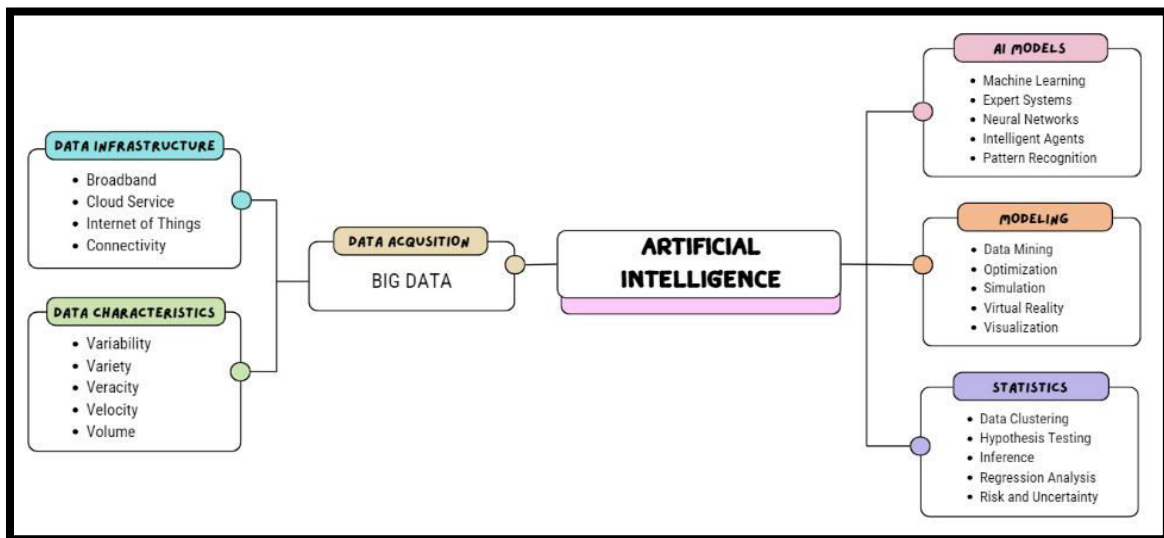 DATA INFRASTRUCTURE
Broadband
Cloud Service
Internet of Things
Connectivity
DATA CHARACTERISTICS
Variability
Variety
Veracity
Velocity
Volume
DATA ACQUSITION
BIG DATA
ARTIFICIAL
INTELLIGENCE
AI MODELS
Machine Learning
Expert Systems
Neural Networks
Intelligent Agents
Pattern Recognition
MODELING
Data Mining
Optimization
Simulation
Virtual Reality
Visualization
STATISTICS
Data Clustering
Hypothesis Testing
Inference
Regression Analysis
Risk and Uncertainty